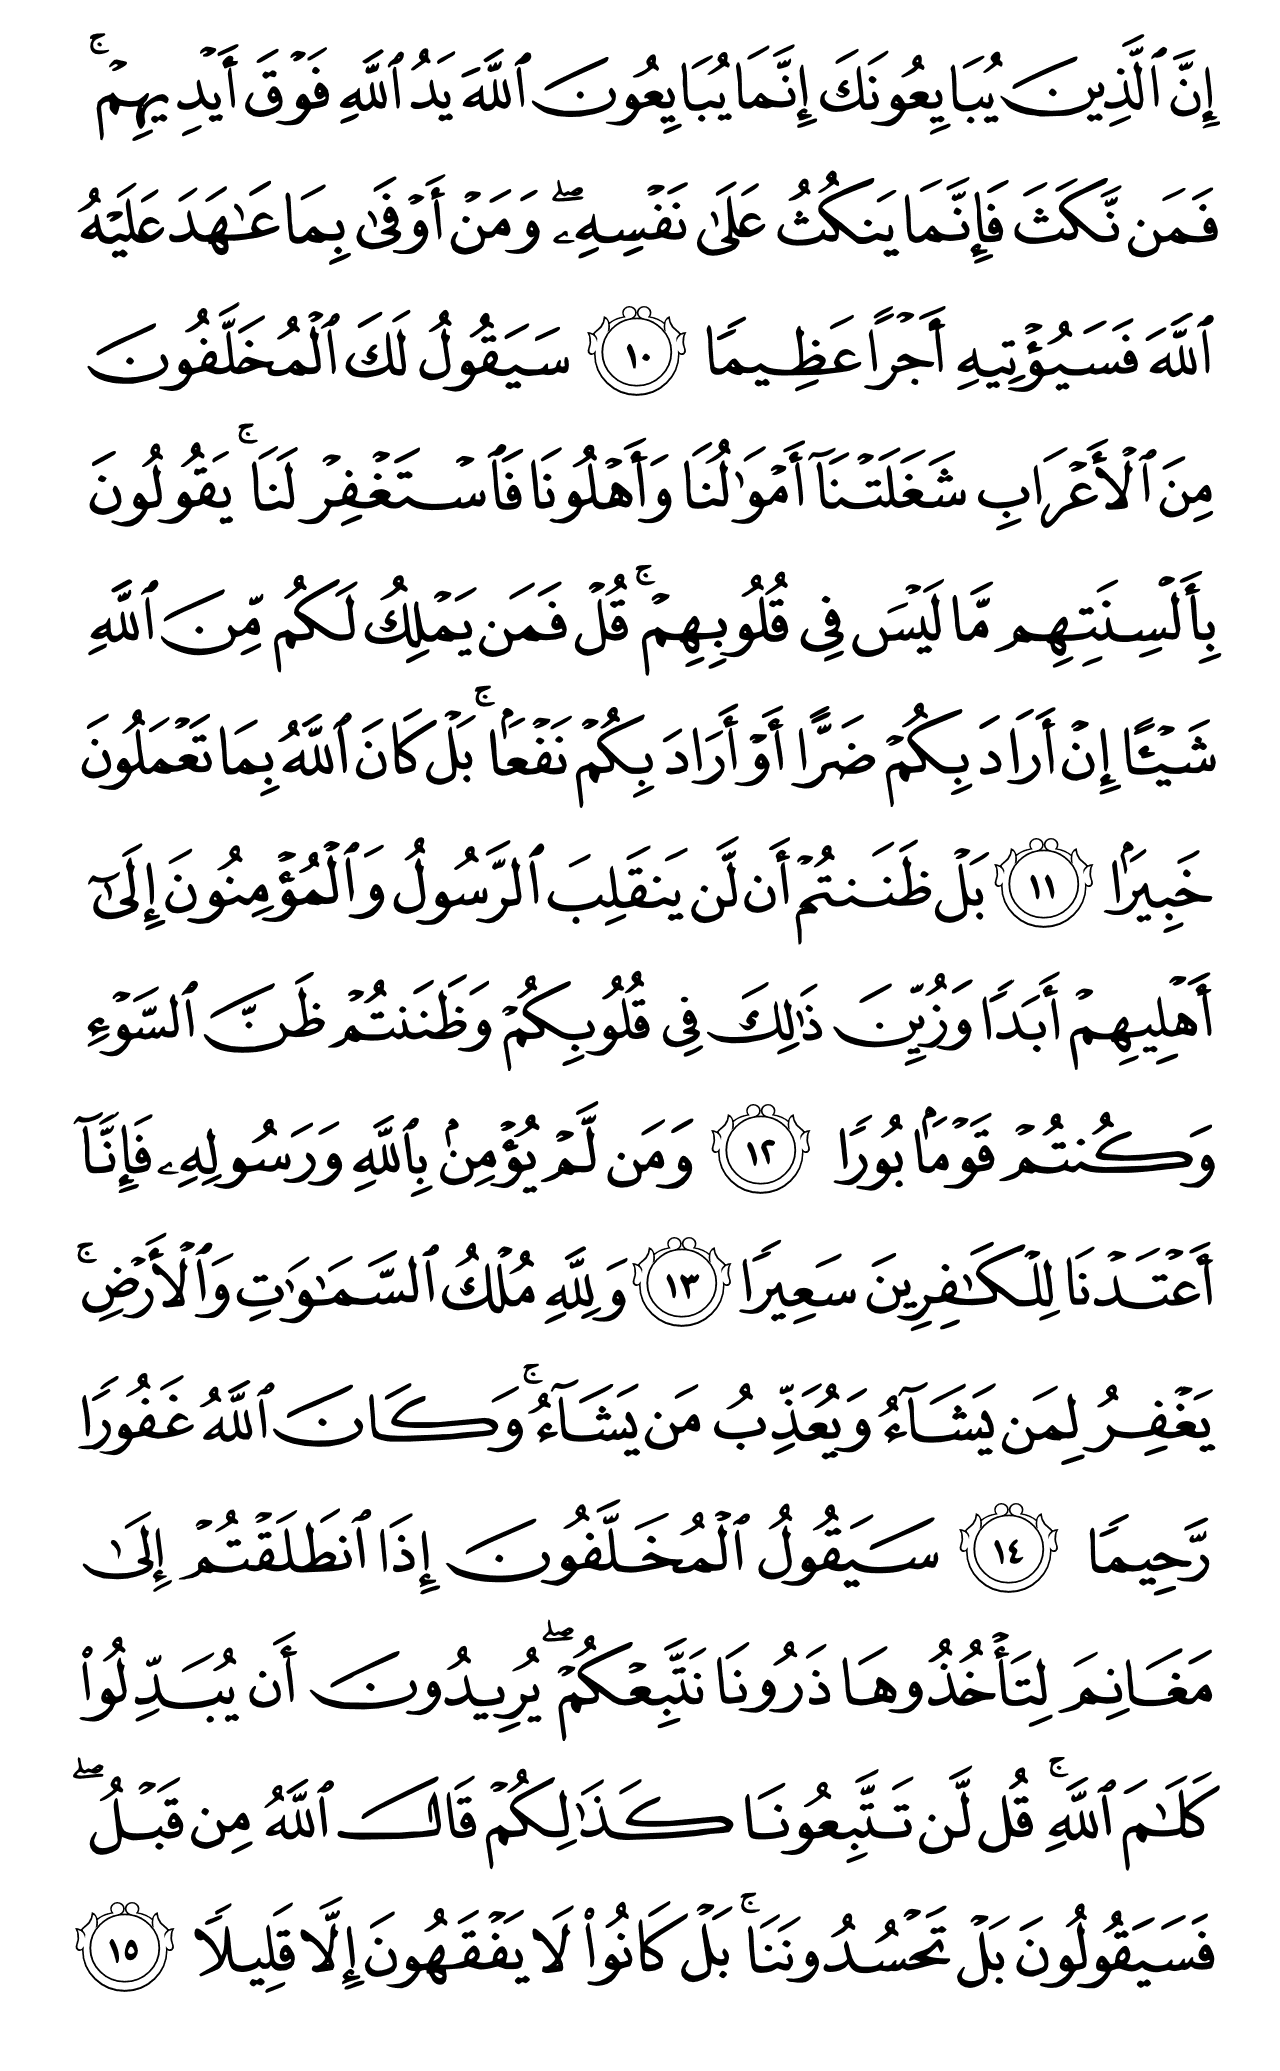 إِنَّ ٱلَّذِينَ يُبَايِعُونَكَ إِنَّمَا يُبَايِعُونَ ٱللَّهَ يَدُ ٱللَّهِ فَوۡقَ أَيۡدِيهِمۡۚ
فَمَن نَّكَثَ فَإِنَّمَا يَنكُثُ عَلَىٰ نَفۡسِهِۦۖ وَمَنۡ أَوۡفَىٰ بِمَا عَٰهَدَ عَلَيۡهُ
ٱللَّهَ فَسَيُؤۡتِيهِ أَجۡرًا عَظِيمٗا ١٠ سَيَقُولُ لَكَ ٱلۡمُخَلَّفُونَ
مِنَ ٱلۡأَعۡرَابِ شَغَلَتۡنَآ أَمۡوَٰلُنَا وَأَهۡلُونَا فَٱسۡتَغۡفِرۡ لَنَاۚ يَقُولُونَ
بِأَلۡسِنَتِهِم مَّا لَيۡسَ فِي قُلُوبِهِمۡۚ قُلۡ فَمَن يَمۡلِكُ لَكُم مِّنَ ٱللَّهِ
شَيۡـًٔا إِنۡ أَرَادَ بِكُمۡ ضَرًّا أَوۡ أَرَادَ بِكُمۡ نَفۡعَۢاۚ بَلۡ كَانَ ٱللَّهُ بِمَا تَعۡمَلُونَ
خَبِيرَۢا ١١ بَلۡ ظَنَنتُمۡ أَن لَّن يَنقَلِبَ ٱلرَّسُولُ وَٱلۡمُؤۡمِنُونَ إِلَىٰٓ
أَهۡلِيهِمۡ أَبَدٗا وَزُيِّنَ ذَٰلِكَ فِي قُلُوبِكُمۡ وَظَنَنتُمۡ ظَنَّ ٱلسَّوۡءِ
وَكُنتُمۡ قَوۡمَۢا بُورٗا ١٢ وَمَن لَّمۡ يُؤۡمِنۢ بِٱللَّهِ وَرَسُولِهِۦ فَإِنَّآ
أَعۡتَدۡنَا لِلۡكَٰفِرِينَ سَعِيرٗا ١٣ وَلِلَّهِ مُلۡكُ ٱلسَّمَٰوَٰتِ وَٱلۡأَرۡضِۚ
يَغۡفِرُ لِمَن يَشَآءُ وَيُعَذِّبُ مَن يَشَآءُۚ وَكَانَ ٱللَّهُ غَفُورٗا
رَّحِيمٗا ١٤ سَيَقُولُ ٱلۡمُخَلَّفُونَ إِذَا ٱنطَلَقۡتُمۡ إِلَىٰ
مَغَانِمَ لِتَأۡخُذُوهَا ذَرُونَا نَتَّبِعۡكُمۡۖ يُرِيدُونَ أَن يُبَدِّلُواْ
كَلَٰمَ ٱللَّهِۚ قُل لَّن تَتَّبِعُونَا كَذَٰلِكُمۡ قَالَ ٱللَّهُ مِن قَبۡلُۖ
فَسَيَقُولُونَ بَلۡ تَحۡسُدُونَنَاۚ بَلۡ كَانُواْ لَا يَفۡقَهُونَ إِلَّا قَلِيلٗا ١٥